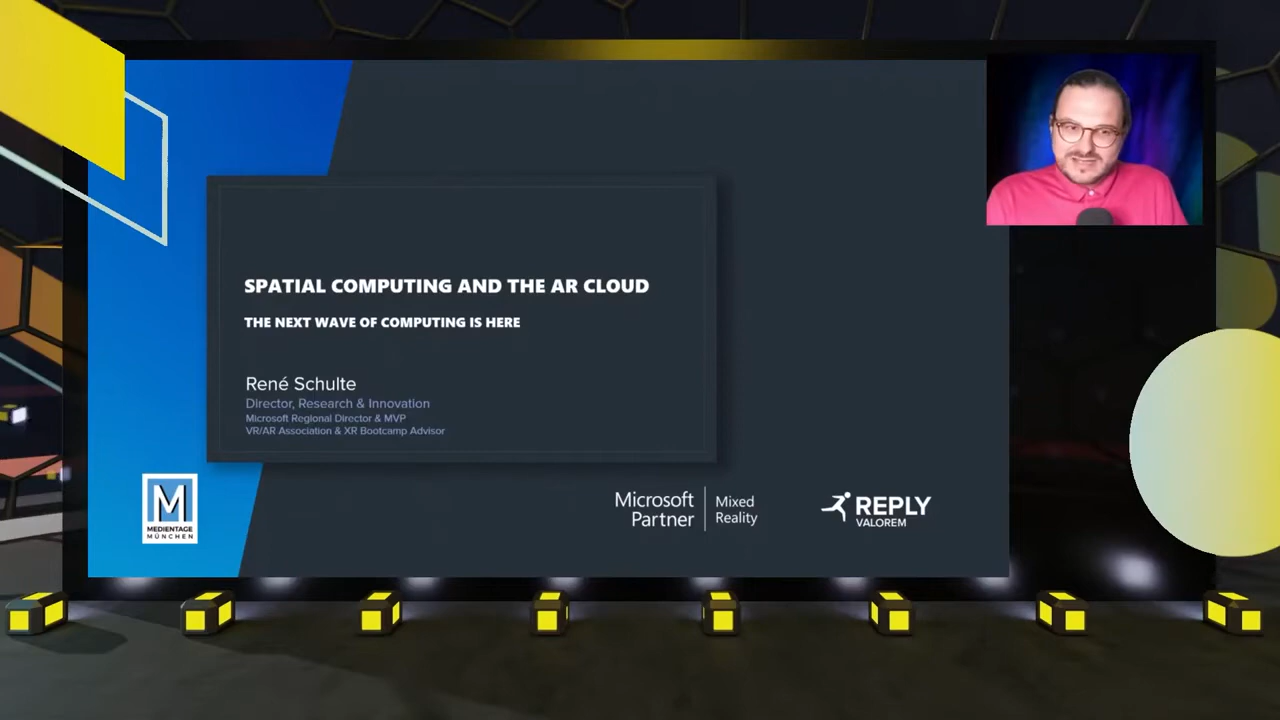 SPATIAL COMPUTING AND THE AR CLOUD
THE NEXT WAVE OF COMPUTING IS HERE
René Schulte
Director, Research & Innovation
Microsoft Regional Director & MVP
VR/AR Association & XR Bootcamp Advisor
M
MEDIENTAGE
MÜNCHEN
Microsoft
Partner
Mixed
Reality
REPLY
VALOREM